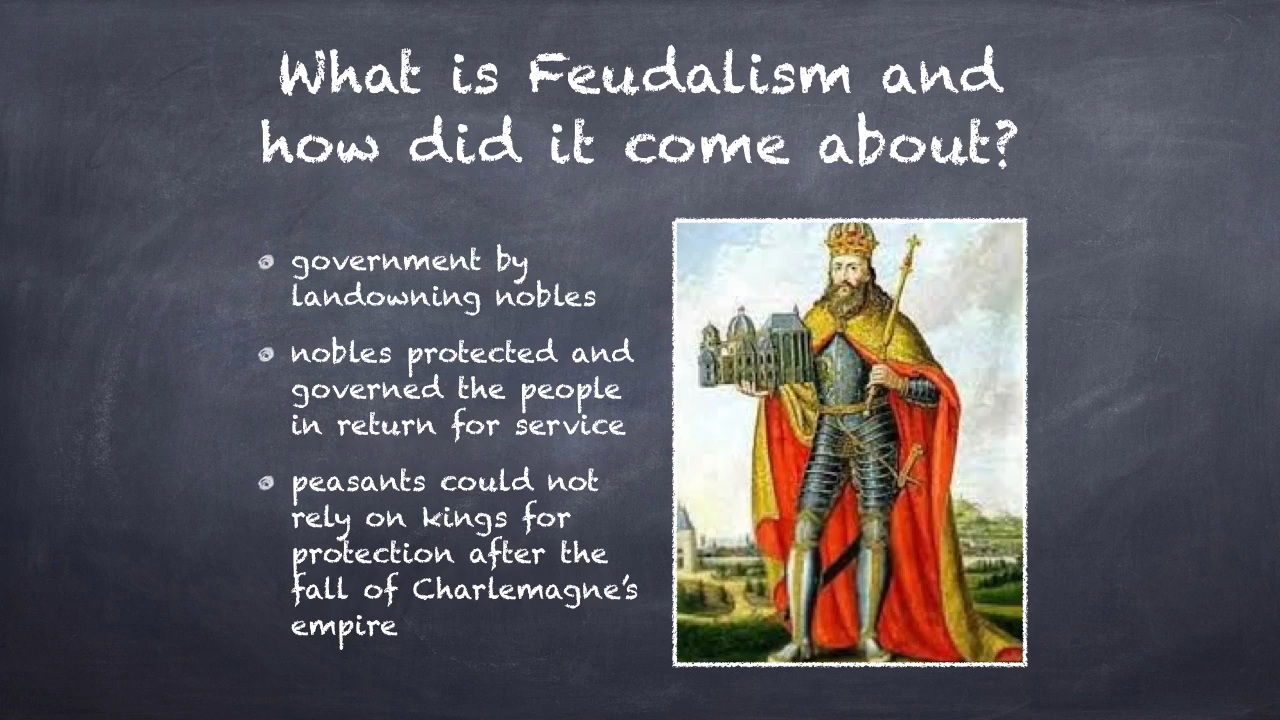 What is Feudalism and
how did it come about?
government by
landowning nobles
nobles protected and
governed the people
in return for service
peasants could not
rely on kings for
protection after the
fall of Charlemagne's
empire